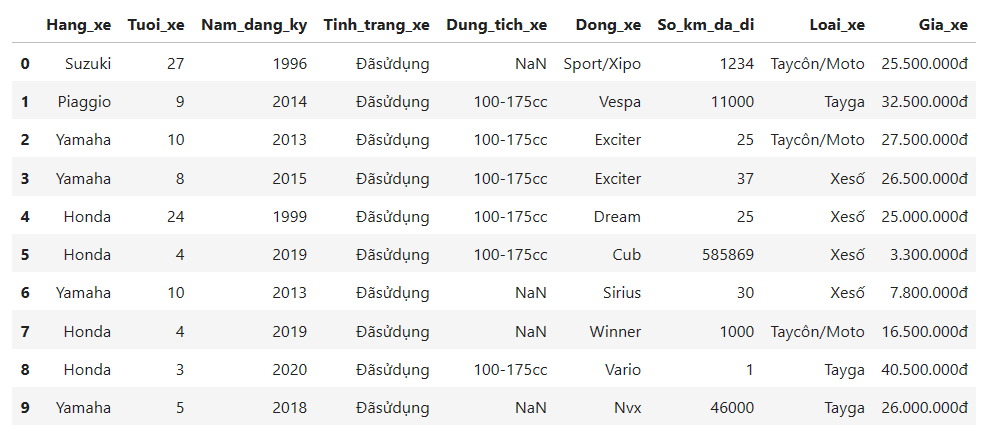 Hang_xe Tuoi_xe Nam_dang_ky Tinh_trang_xe Dung_tich_xe Dong_xe So_km_da_di Loai_xe Gia_xe
0 Suzuki 27 1996 Đãsửdụng NaN Sport/Xipo 1234 Taycôn/Moto 25.500.000đ
1 Piaggio 9 2014 Đãsửdụng 100-175cc Vespa 11000 Tayga 32.500.000đ
2 Yamaha 10 2013 Đãsửdụng 100-175cc Exciter 25 Taycôn/Moto 27.500.000đ
3 Yamaha 8 2015 Đãsửdụng 100-175cc Exciter 37 Xesố 26.500.000đ
4 Honda 24 1999 Đãsửdụng 100-175cc Dream 25 Xesố 25.000.000đ
5 Honda 4 2019 Đãsửdụng 100-175cc Cub 585869 Xesố 3.300.000đ
6 Yamaha 10 2013 Đãsửdụng NaN Sirius 30 Xesố 7.800.000đ
7 Honda 4 2019 Đãsửdụng NaN Winner 1000 Taycôn/Moto 16.500.000đ
8 Honda 3 2020 Đãsửdụng 100-175cc Vario 1 Tayga 40.500.000đ
9 Yamaha 5 2018 Đãsửdụng NaN Nvx 46000 Tayga 26.000.000đ